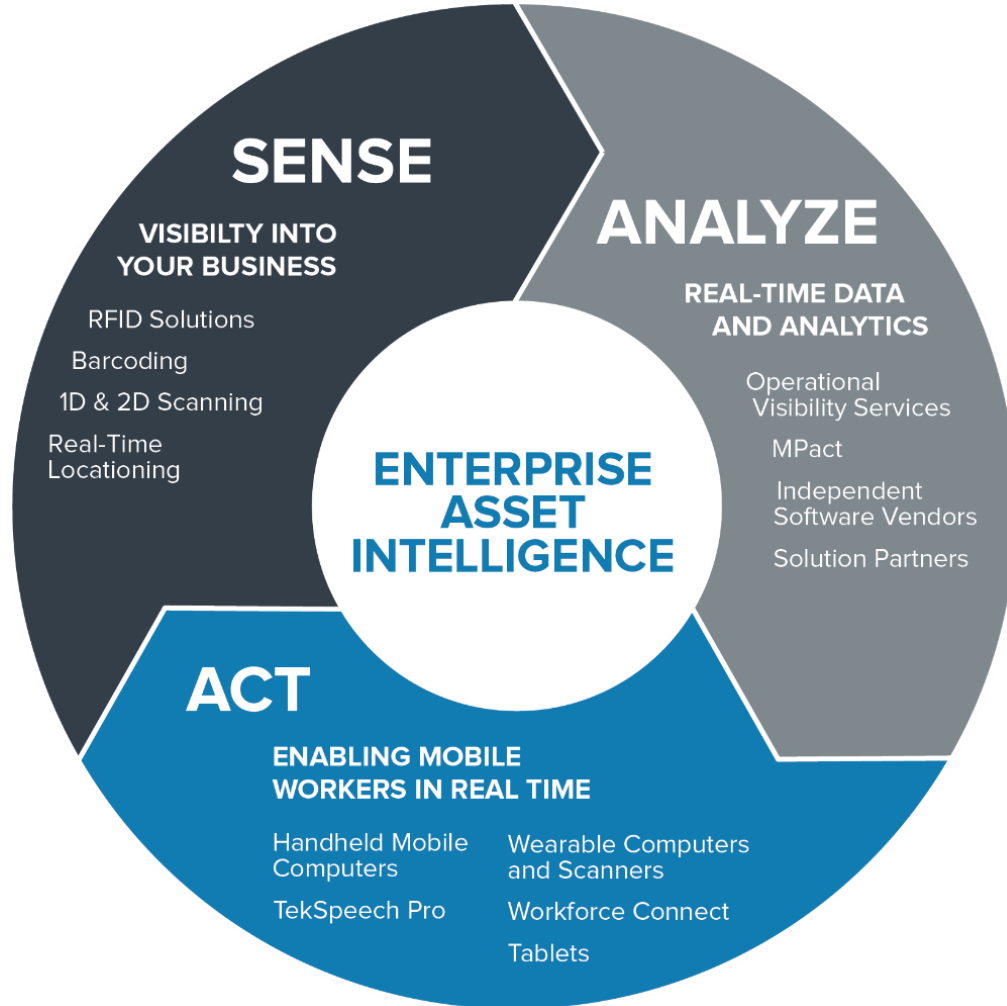 SENSE
VISIBILTY INTO
YOUR BUSINESS
RFID Solutions
Barcoding
1D & 2D Scanning
Real-Time
Locationing
ANALYZE
REAL-TIME DATA
AND ANALYTICS
Operational
Visibility Services
MPact
Independent
Software Vendors
Solution Partners
ENTERPRISE
ASSET
INTELLIGENCE
ACT
ENABLING MOBILE
WORKERS IN REAL TIME
Handheld Mobile
Computers
TekSpeech Pro
Wearable Computers
and Scanners
Workforce Connect
Tablets